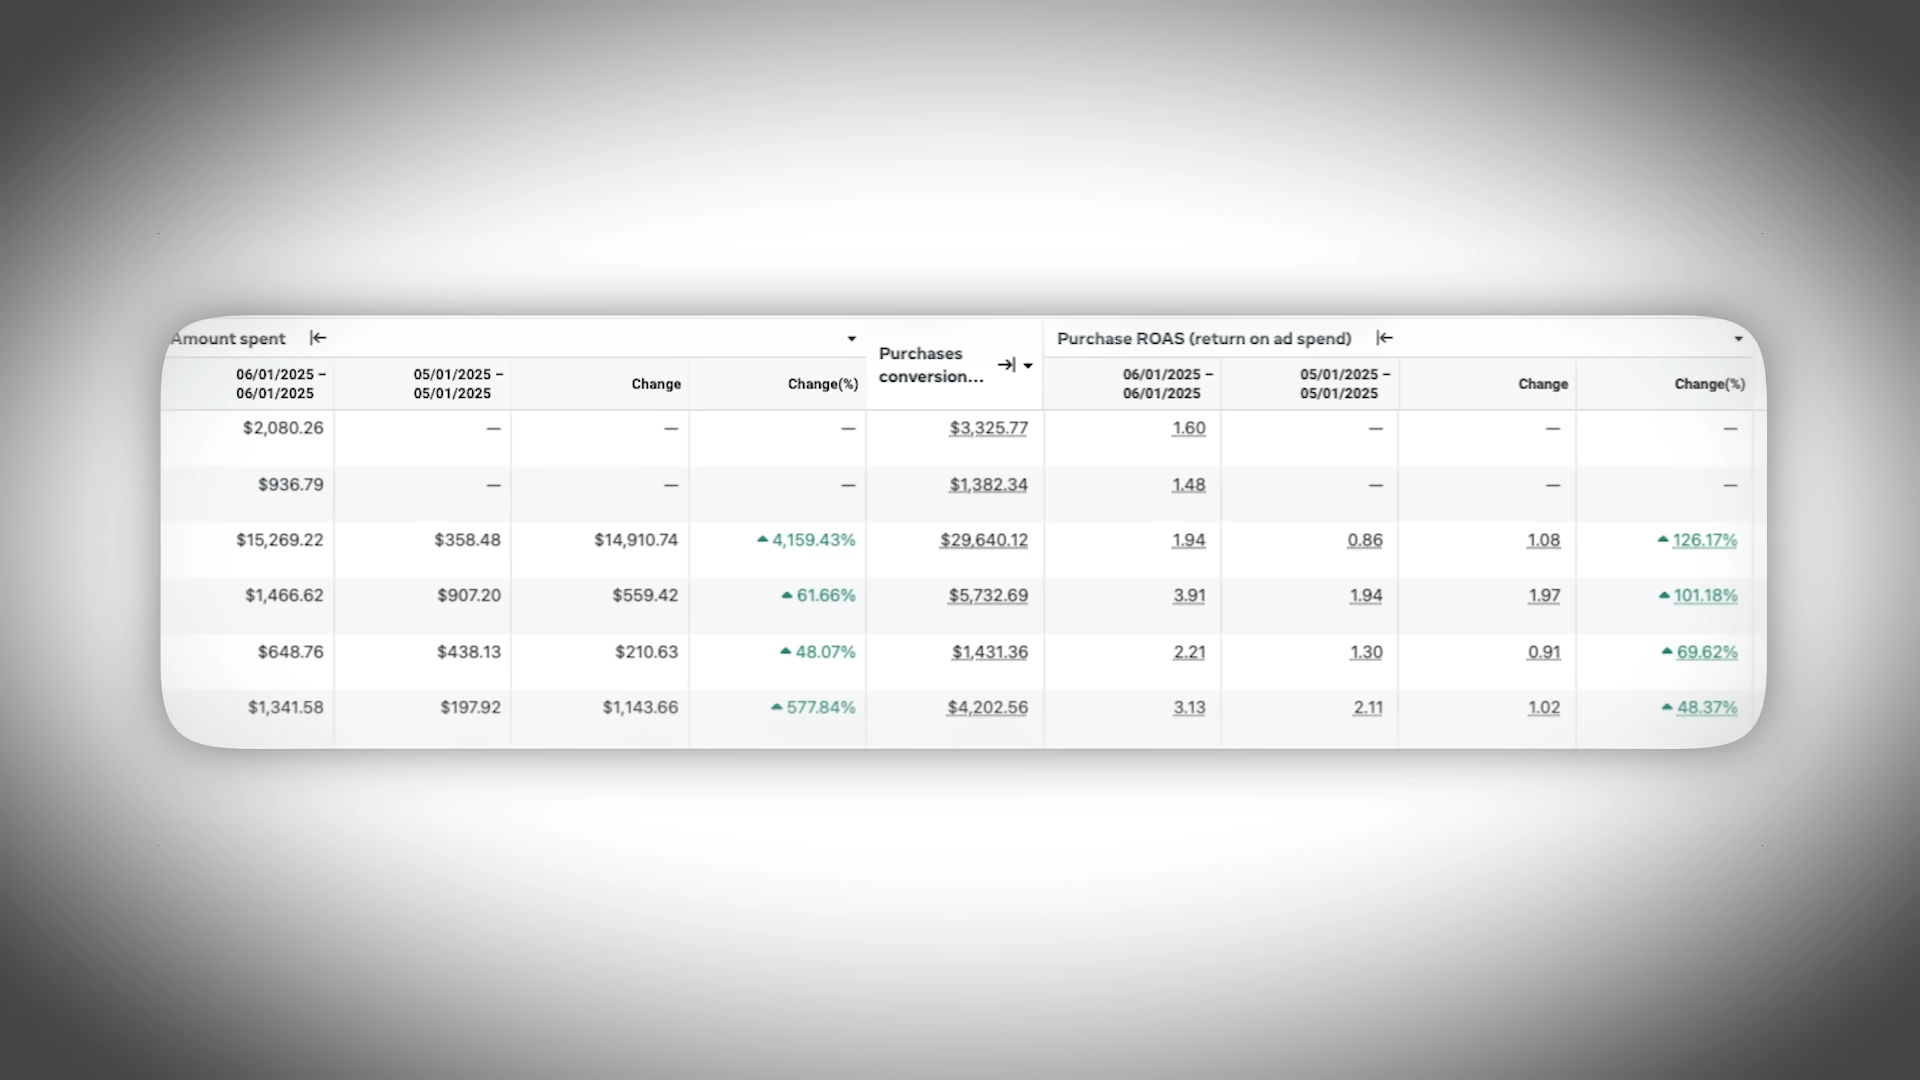 Amount spent
Purchases conversion...
Purchase ROAS (return on ad spend)
06/01/2025 – 06/01/2025 05/01/2025 – 05/01/2025 Change Change(%) 06/01/2025 – 06/01/2025 05/01/2025 – 05/01/2025 Change Change(%)
$2,080.26 — — — $3,325.77 1.60 — — —
$936.79 — — — $1,382.34 1.48 — — —
$15,269.22 $358.48 $14,910.74 4,159.43% $29,640.12 1.94 0.86 1.08 126.17%
$1,466.62 $907.20 $559.42 61.66% $5,732.69 3.91 1.94 1.97 101.18%
$648.76 $438.13 $210.63 48.07% $1,431.36 2.21 1.30 0.91 69.62%
$1,341.58 $197.92 $1,143.66 577.84% $4,202.56 3.13 2.11 1.02 48.37%